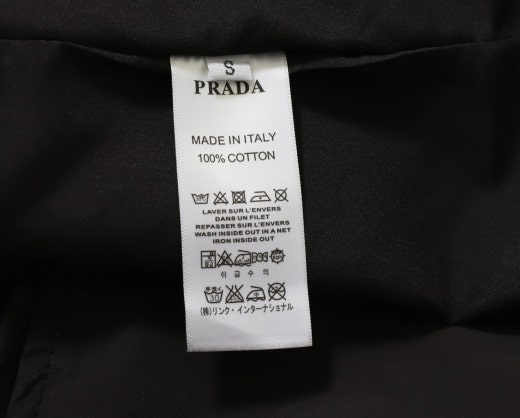 S
PRADA
MADE IN ITALY
100% COTTON
LAVER SUR L'ENVERS
DANS UN FILET
REPASSER SUR L'ENVERS
WASH INSIDE OUT IN A NET
IRON INSIDE OUT
취 급 수 의
30
(株)リンク・インターナショナル